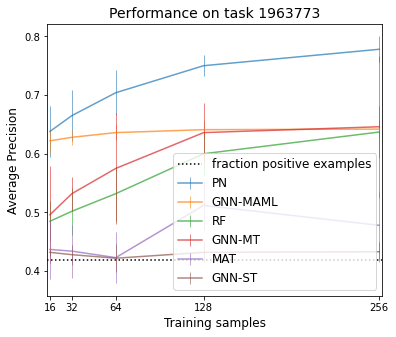 Performance on task 1963773
0.8
0.7
0.6
0.5
0.4
Average Precision
fraction positive examples
PN
GNN-MAML
RF
GNN-MT
MAT
GNN-ST
16 32 64 128 256
Training samples